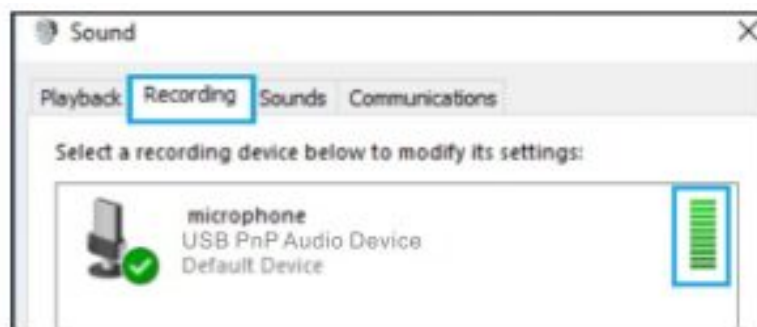 Sound
Playback Recording Sounds Communications
Select a recording device below to modify its settings:
microphone
USB PnP Audio Device
Default Device